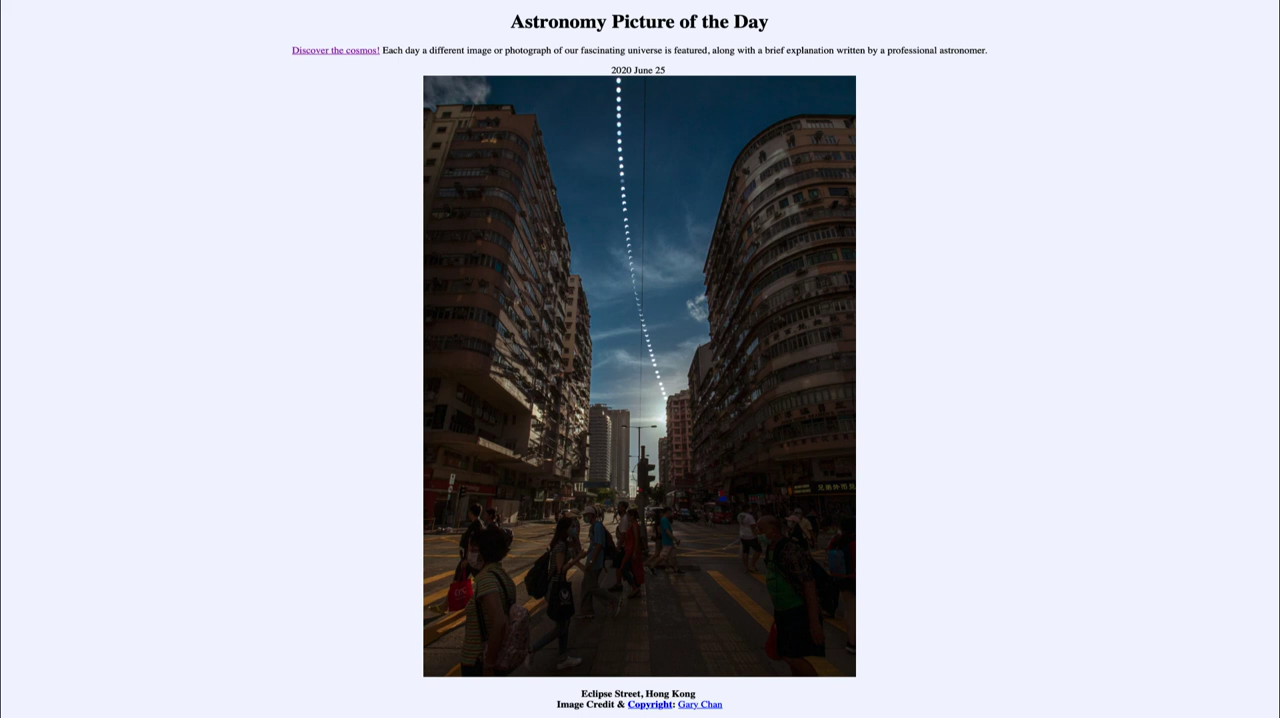 Astronomy Picture of the Day
Discover the cosmos! Each day a different image or photograph of our fascinating universe is featured, along with a brief explanation written by a professional astronomer.
2020 June 25
Eclipse Street, Hong Kong
Image Credit & Copyright: Gary Chan